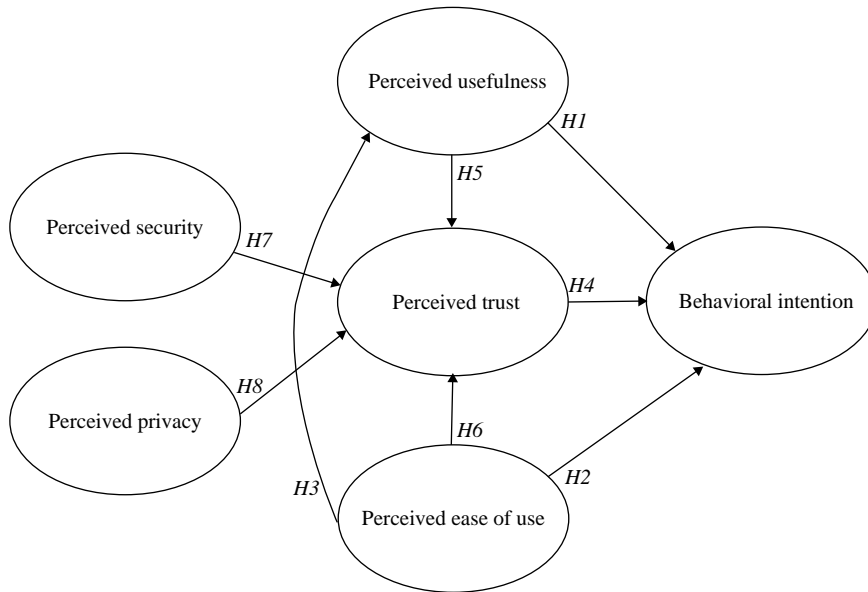 Perceived usefulness
H1
H5
Perceived security
H7
Perceived trust
H4
Behavioral intention
Perceived privacy
H8
H6
H3
H2
Perceived ease of use